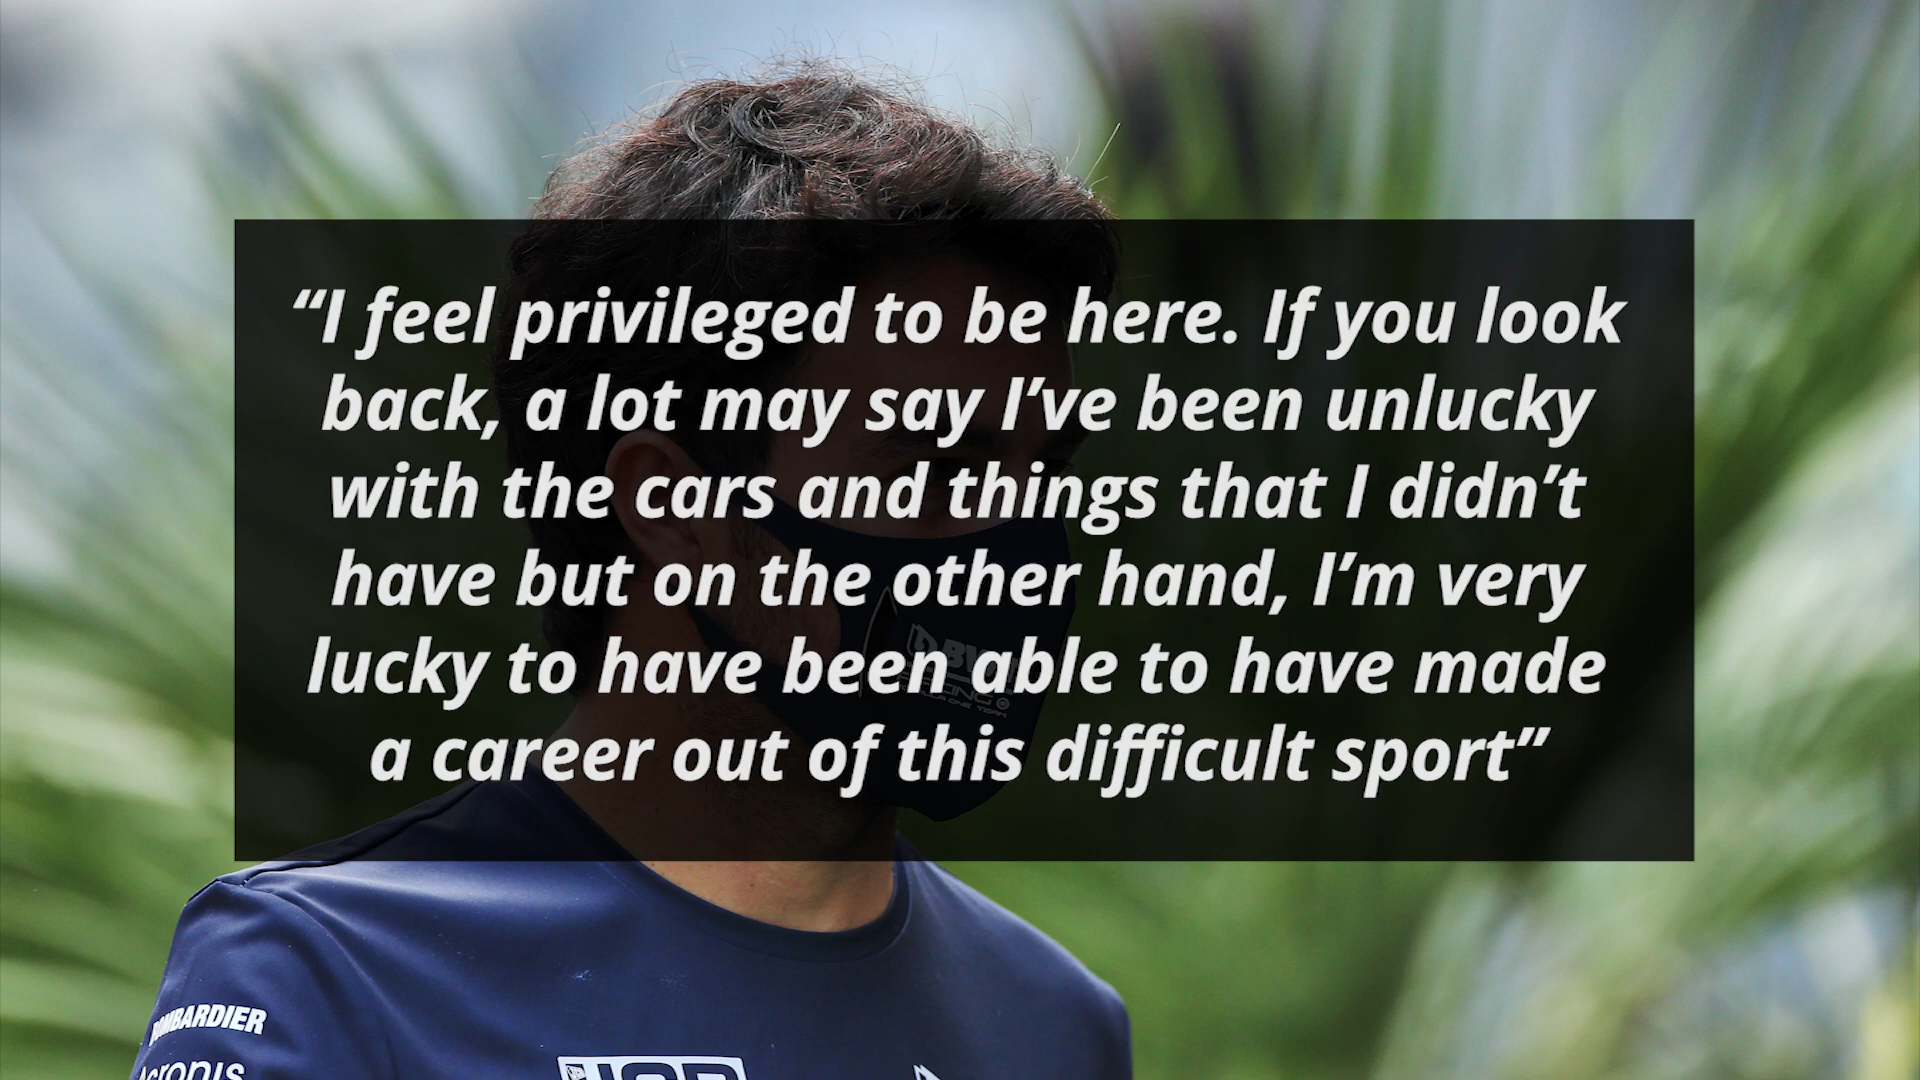 “I feel privileged to be here. If you look
back, a lot may say I’ve been unlucky
with the cars and things that I didn’t
have but on the other hand, I’m very
lucky to have been able to have made
a career out of this difficult sport”
BOMBARDIER
Acronis